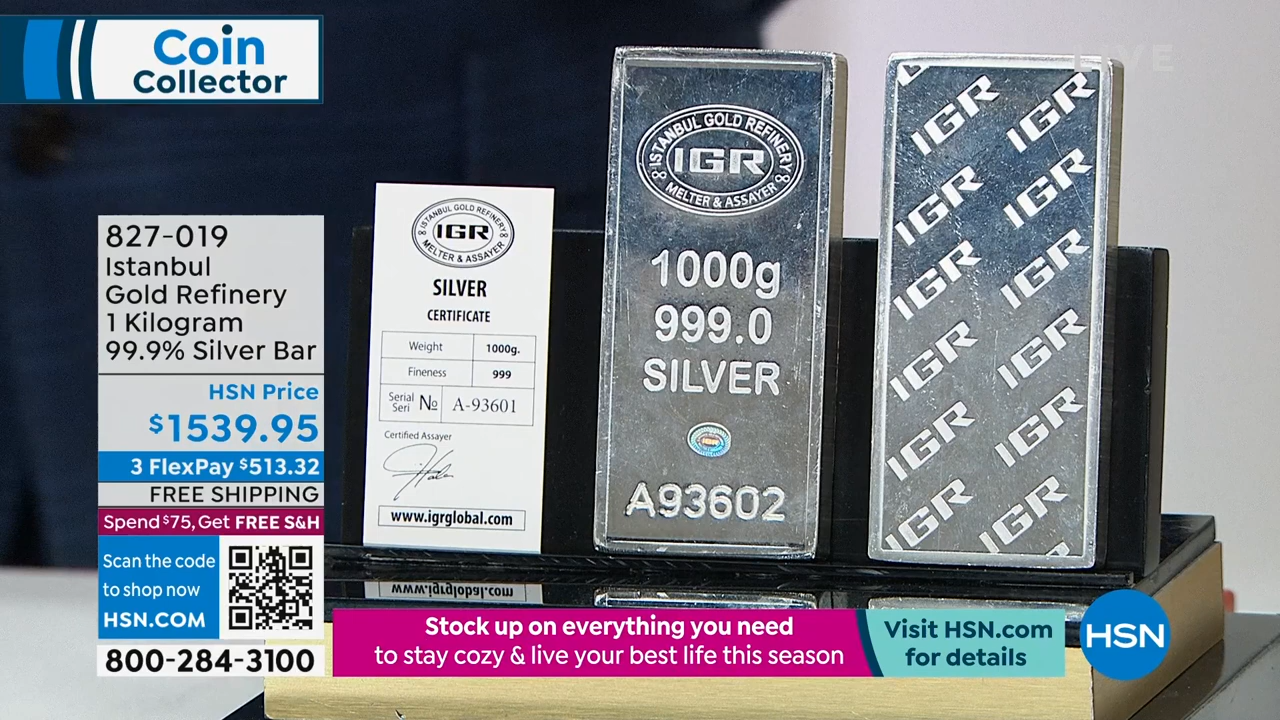 Coin
Collector
LIVE
827-019
Istanbul
Gold Refinery
1 Kilogram
99.9% Silver Bar
HSN Price
$1539.95
3 FlexPay $513.32
FREE SHIPPING
Spend $75, Get FREE S&H
Scan the code
to shop now
HSN.COM
800-284-3100
ISTANBUL GOLD REFINERY
IGR
MELTER & ASSAYER
SILVER
CERTIFICATE
Weight 1000g.
Fineness 999
Serial
Seri № A-93601
Certified Assayer
www.igrglobal.com
www.igrglobal.com
ISTANBUL GOLD REFINERY
IGR
MELTER & ASSAYER
1000g
999.0
SILVER
A93602
IGR
IGR
IGR
IGR
IGR
IGR
IGR
IGR
IGR
IGR
IGR
IGR
Stock up on everything you need
to stay cozy & live your best life this season
Visit HSN.com
for details
HSN